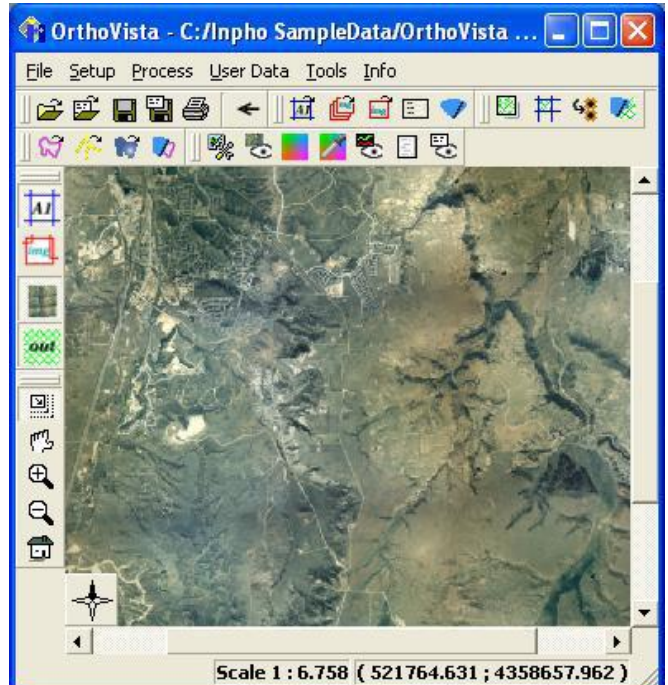 OrthoVista - C:/Inpho SampleData/OrthoVista ...
File Setup Process User Data Tools Info
A1
img
out
Scale 1 : 6.758 ( 521764.631 ; 4358657.962 )